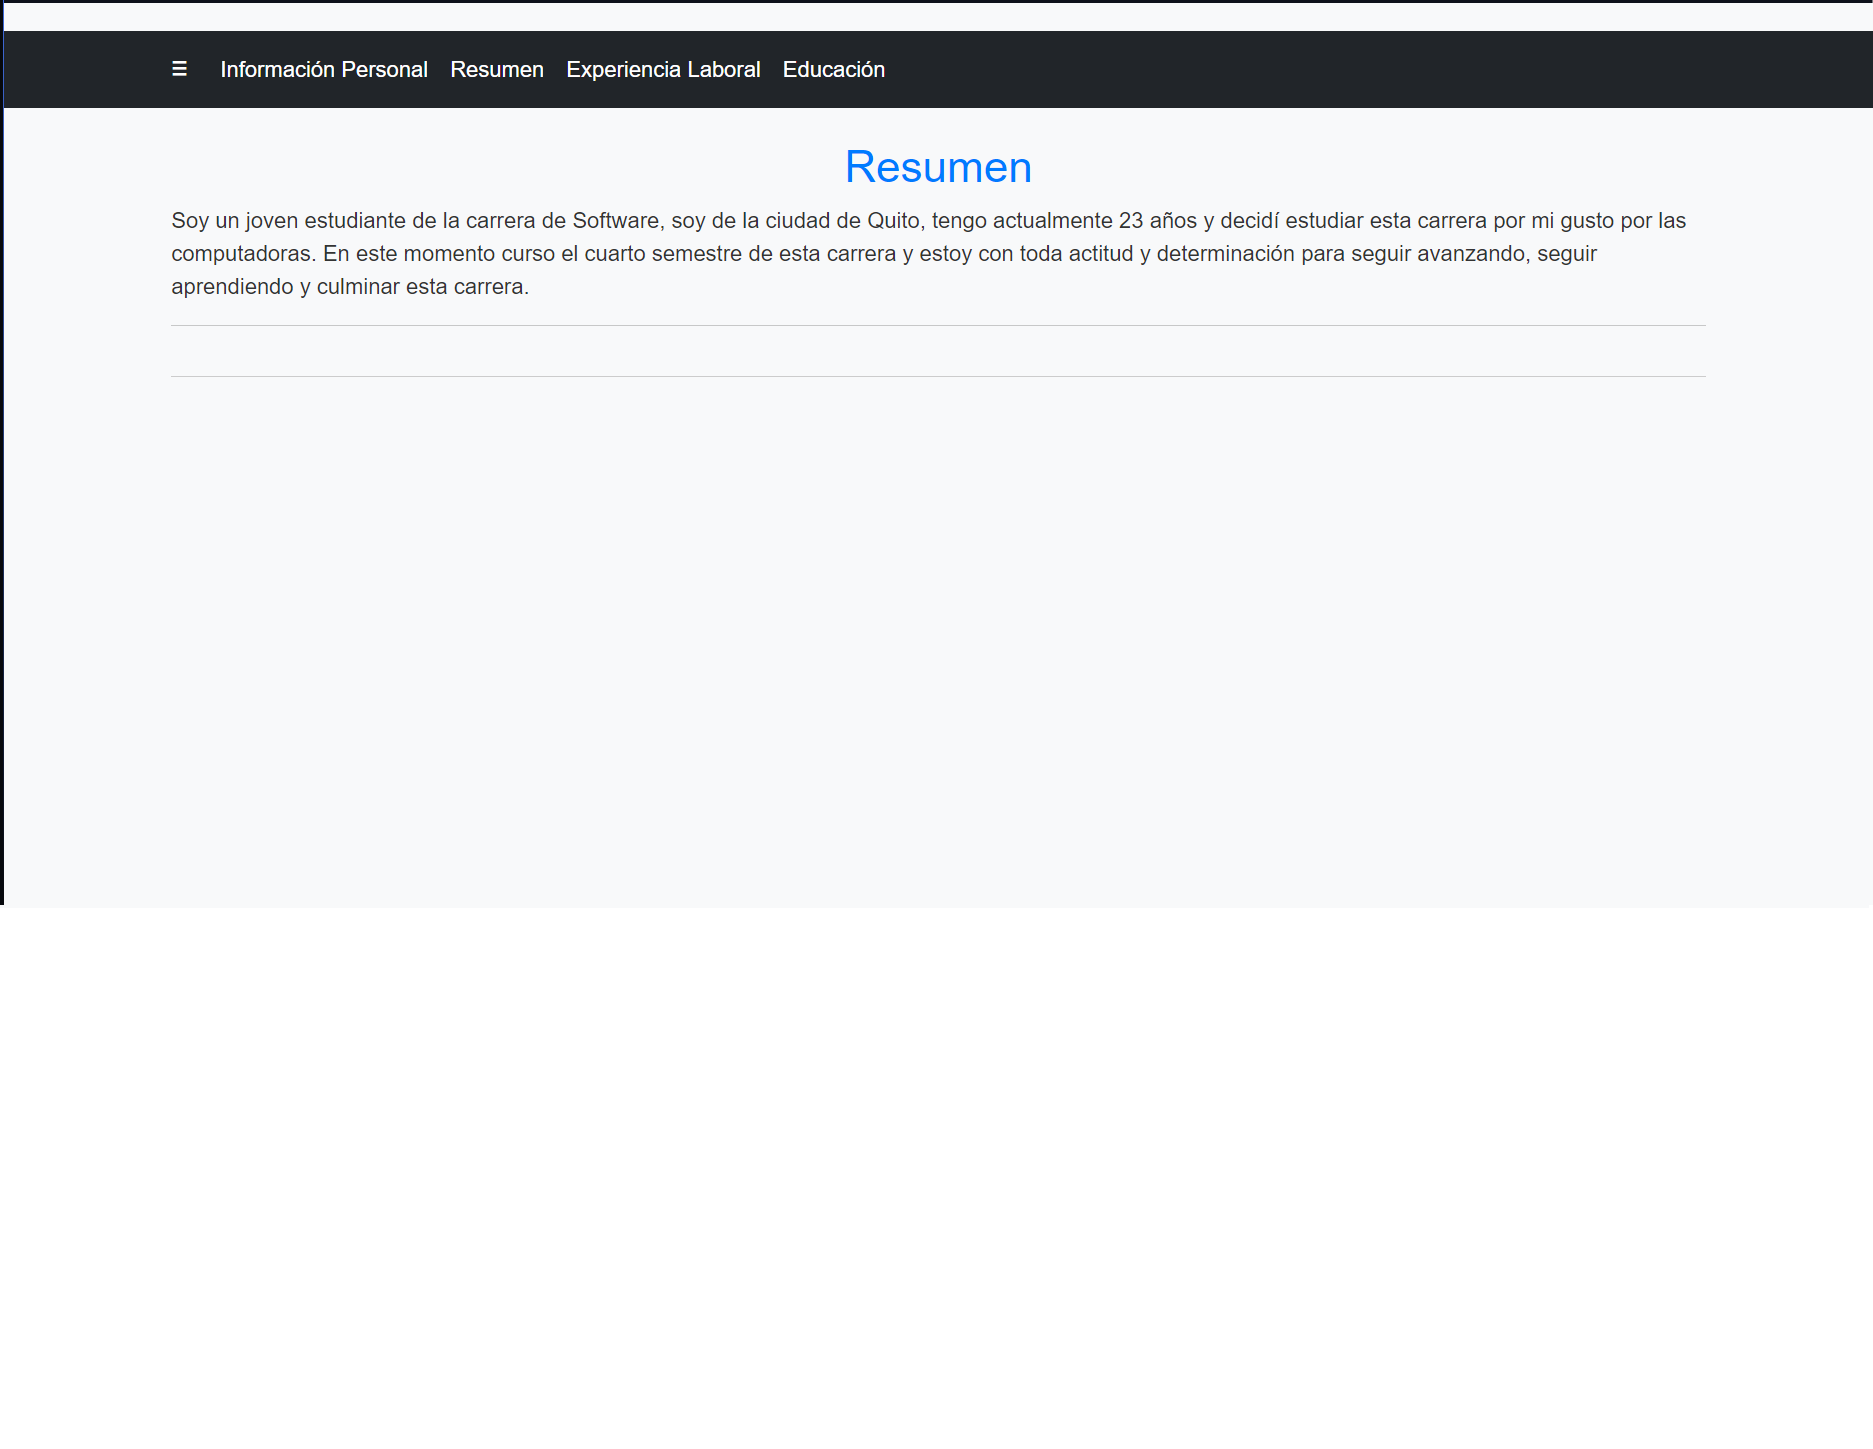 ☰ Información Personal Resumen Experiencia Laboral Educación
Resumen
Soy un joven estudiante de la carrera de Software, soy de la ciudad de Quito, tengo actualmente 23 años y decidí estudiar esta carrera por mi gusto por las
computadoras. En este momento curso el cuarto semestre de esta carrera y estoy con toda actitud y determinación para seguir avanzando, seguir
aprendiendo y culminar esta carrera.